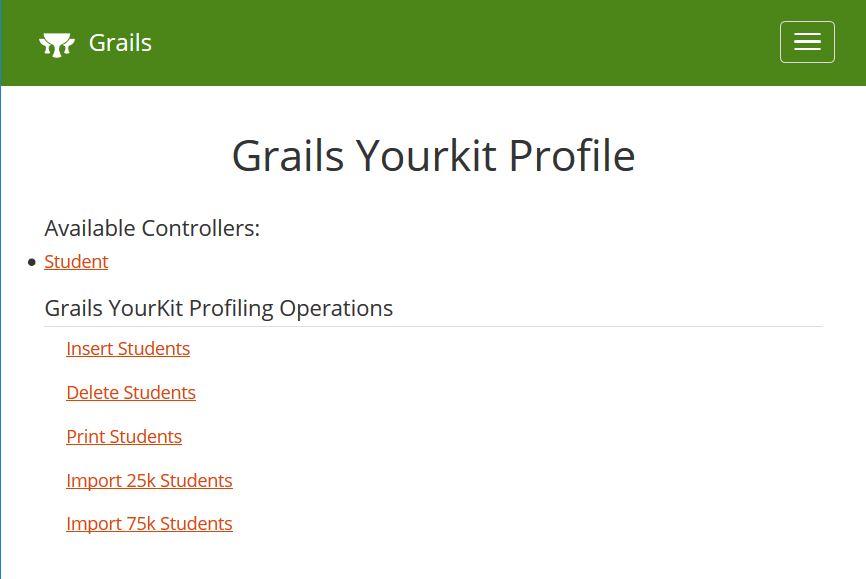 Grails
Grails Yourkit Profile
Available Controllers:
Student
Grails YourKit Profiling Operations
Insert Students
Delete Students
Print Students
Import 25k Students
Import 75k Students